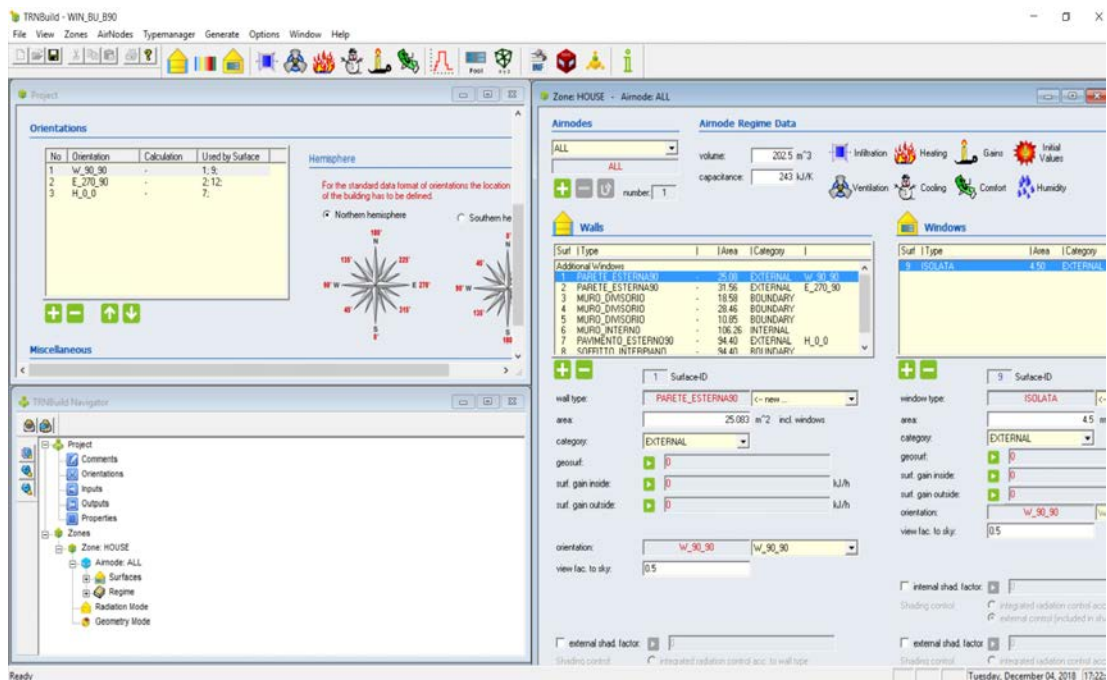 TRNBuild - WIN_BU_B90
File View Zones AirNodes Typemanager Generate Options Window Help
Project
Orientations
No Orientation Calculation Used by Surface
1 W_90_90 - 1; 9;
2 E_270_90 - 2; 12;
3 H_0_0 - 7;
Hemisphere
For the standard data format of orientations the location
of the building has to be defined.
Northern hemisphere Southern he
180°
N
135° 225°
90° W E 270°
45° 315°
S
0°
Miscellaneous
TRNBuild Navigator
Project
Comments
Orientations
Inputs
Outputs
Properties
Zones
Zone: HOUSE
Airnode: ALL
Surfaces
Regime
Radiation Mode
Geometry Mode
Zone: HOUSE - Airnode: ALL
Airnodes
ALL
ALL
number: 1
Airnode Regime Data
volume: 202.5 m^3
capacitance: 243 kJ/K
Infiltration Heating Gains Initial Values
Ventilation Cooling Comfort Humidity
Walls
Surf Type Area Category
Additional Windows
1 PARETE_ESTERNA90 - 25.08 EXTERNAL W_90_90
2 PARETE_ESTERNA90 - 31.56 EXTERNAL E_270_90
3 MURO_DIVISORIO - 18.58 BOUNDARY
4 MURO_DIVISORIO - 28.46 BOUNDARY
5 MURO_DIVISORIO - 10.85 BOUNDARY
6 MURO_INTERNO - 106.26 INTERNAL
7 PAVIMENTO_ESTERNO90 - 94.40 EXTERNAL H_0_0
8 SOFFITTO_INTERPIANO - 94.40 BOUNDARY
1 Surface-ID
wall type: PARETE_ESTERNA90 <-- new ...
area: 25.083 m^2 incl. windows
category: EXTERNAL
geosurf: 0
surf. gain inside: 0
surf. gain outside: 0 kJ/h
orientation: W_90_90 W_90_90
view fac. to sky: 0.5
external shad. factor
Shading control: integrated radiation control acc. to wall type
Windows
Surf Type Area Category
9 ISOLATA 4.50 EXTERNAL
9 Surface-ID
window type: ISOLATA
area: 4.5 m
category: EXTERNAL
geosurf: 0
surf. gain inside: 0
surf. gain outside: 0
orientation: W_90_90
view fac. to sky: 0.5
internal shad. factor:
Shading control: integrated radiation control acc
external control (included in sha
external shad. factor
Shading control: integrated radiation control acc
Ready
Tuesday, December 04, 2018 17:22: